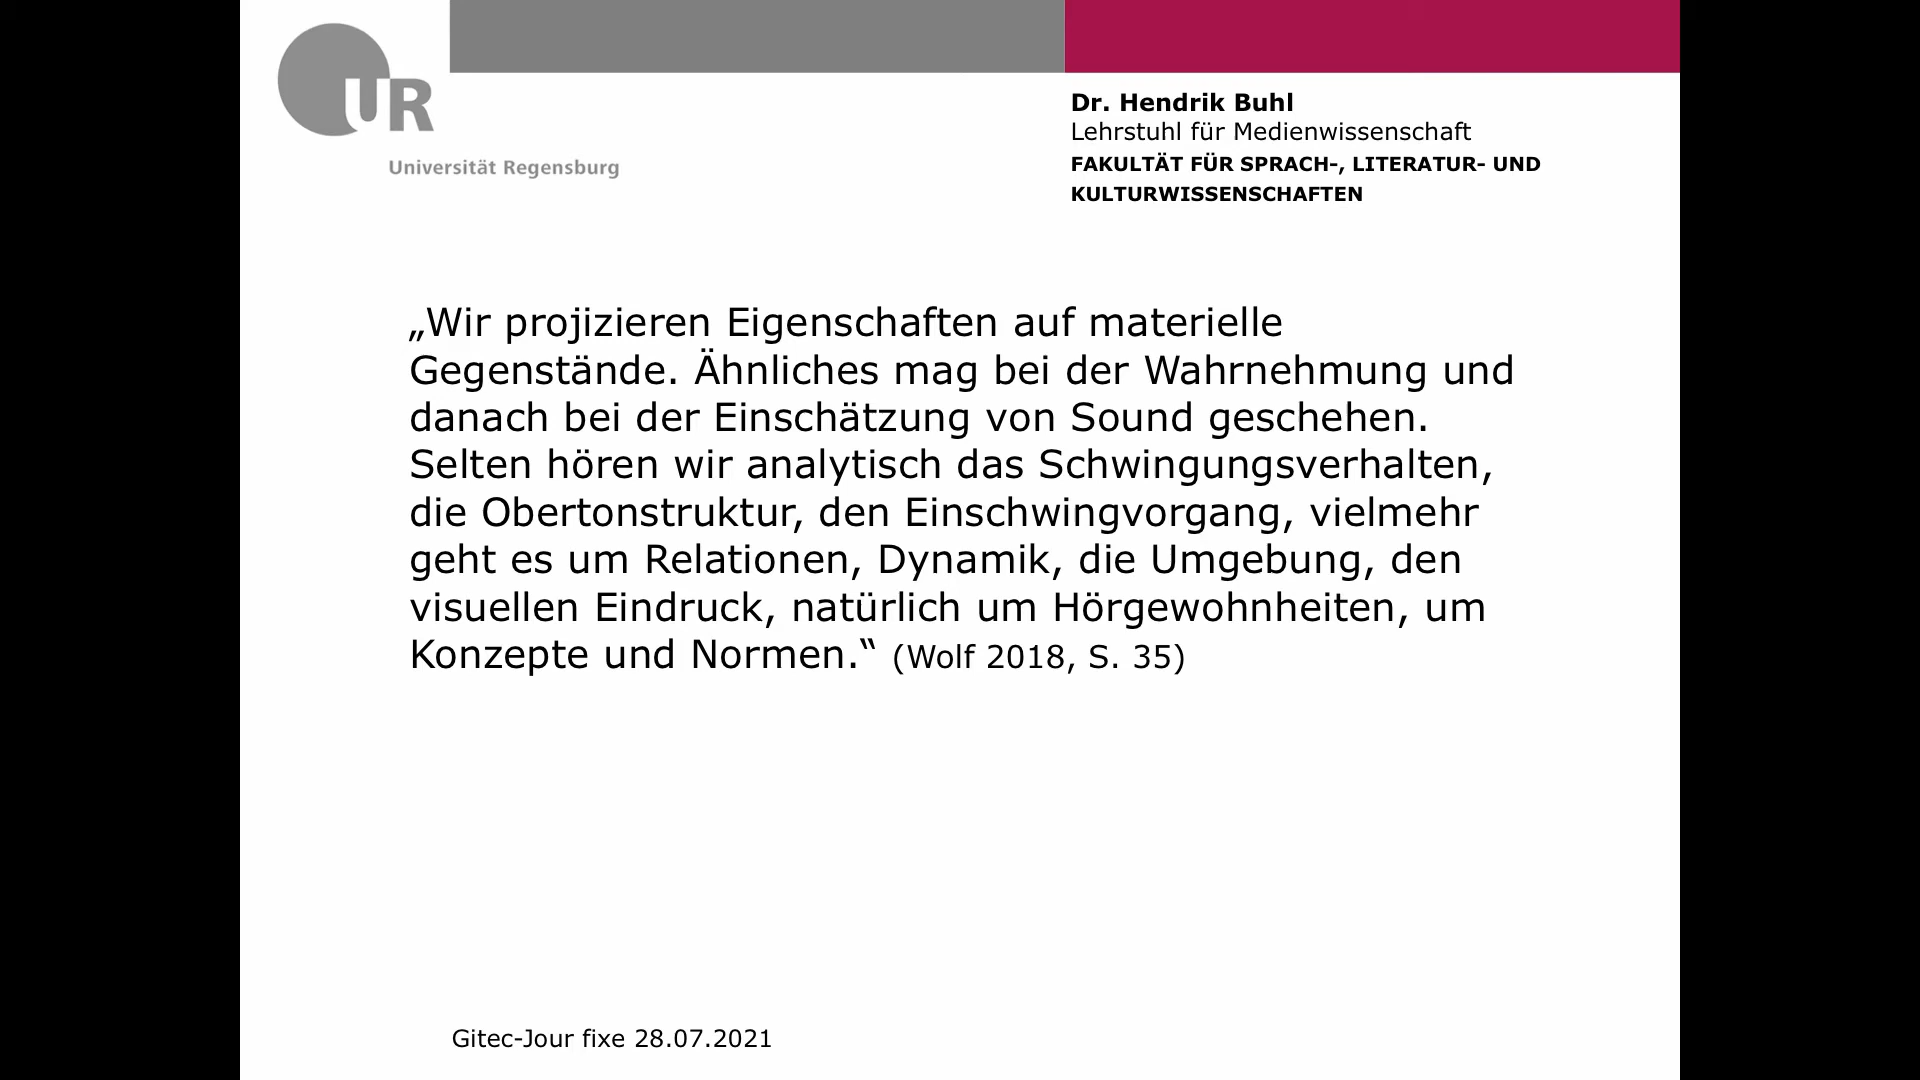 UR
Universität Regensburg
Dr. Hendrik Buhl
Lehrstuhl für Medienwissenschaft
FAKULTÄT FÜR SPRACH-, LITERATUR- UND
KULTURWISSENSCHAFTEN
„Wir projizieren Eigenschaften auf materielle
Gegenstände. Ähnliches mag bei der Wahrnehmung und
danach bei der Einschätzung von Sound geschehen.
Selten hören wir analytisch das Schwingungsverhalten,
die Obertonstruktur, den Einschwingvorgang, vielmehr
geht es um Relationen, Dynamik, die Umgebung, den
visuellen Eindruck, natürlich um Hörgewohnheiten, um
Konzepte und Normen.“ (Wolf 2018, S. 35)
Gitec-Jour fixe 28.07.2021